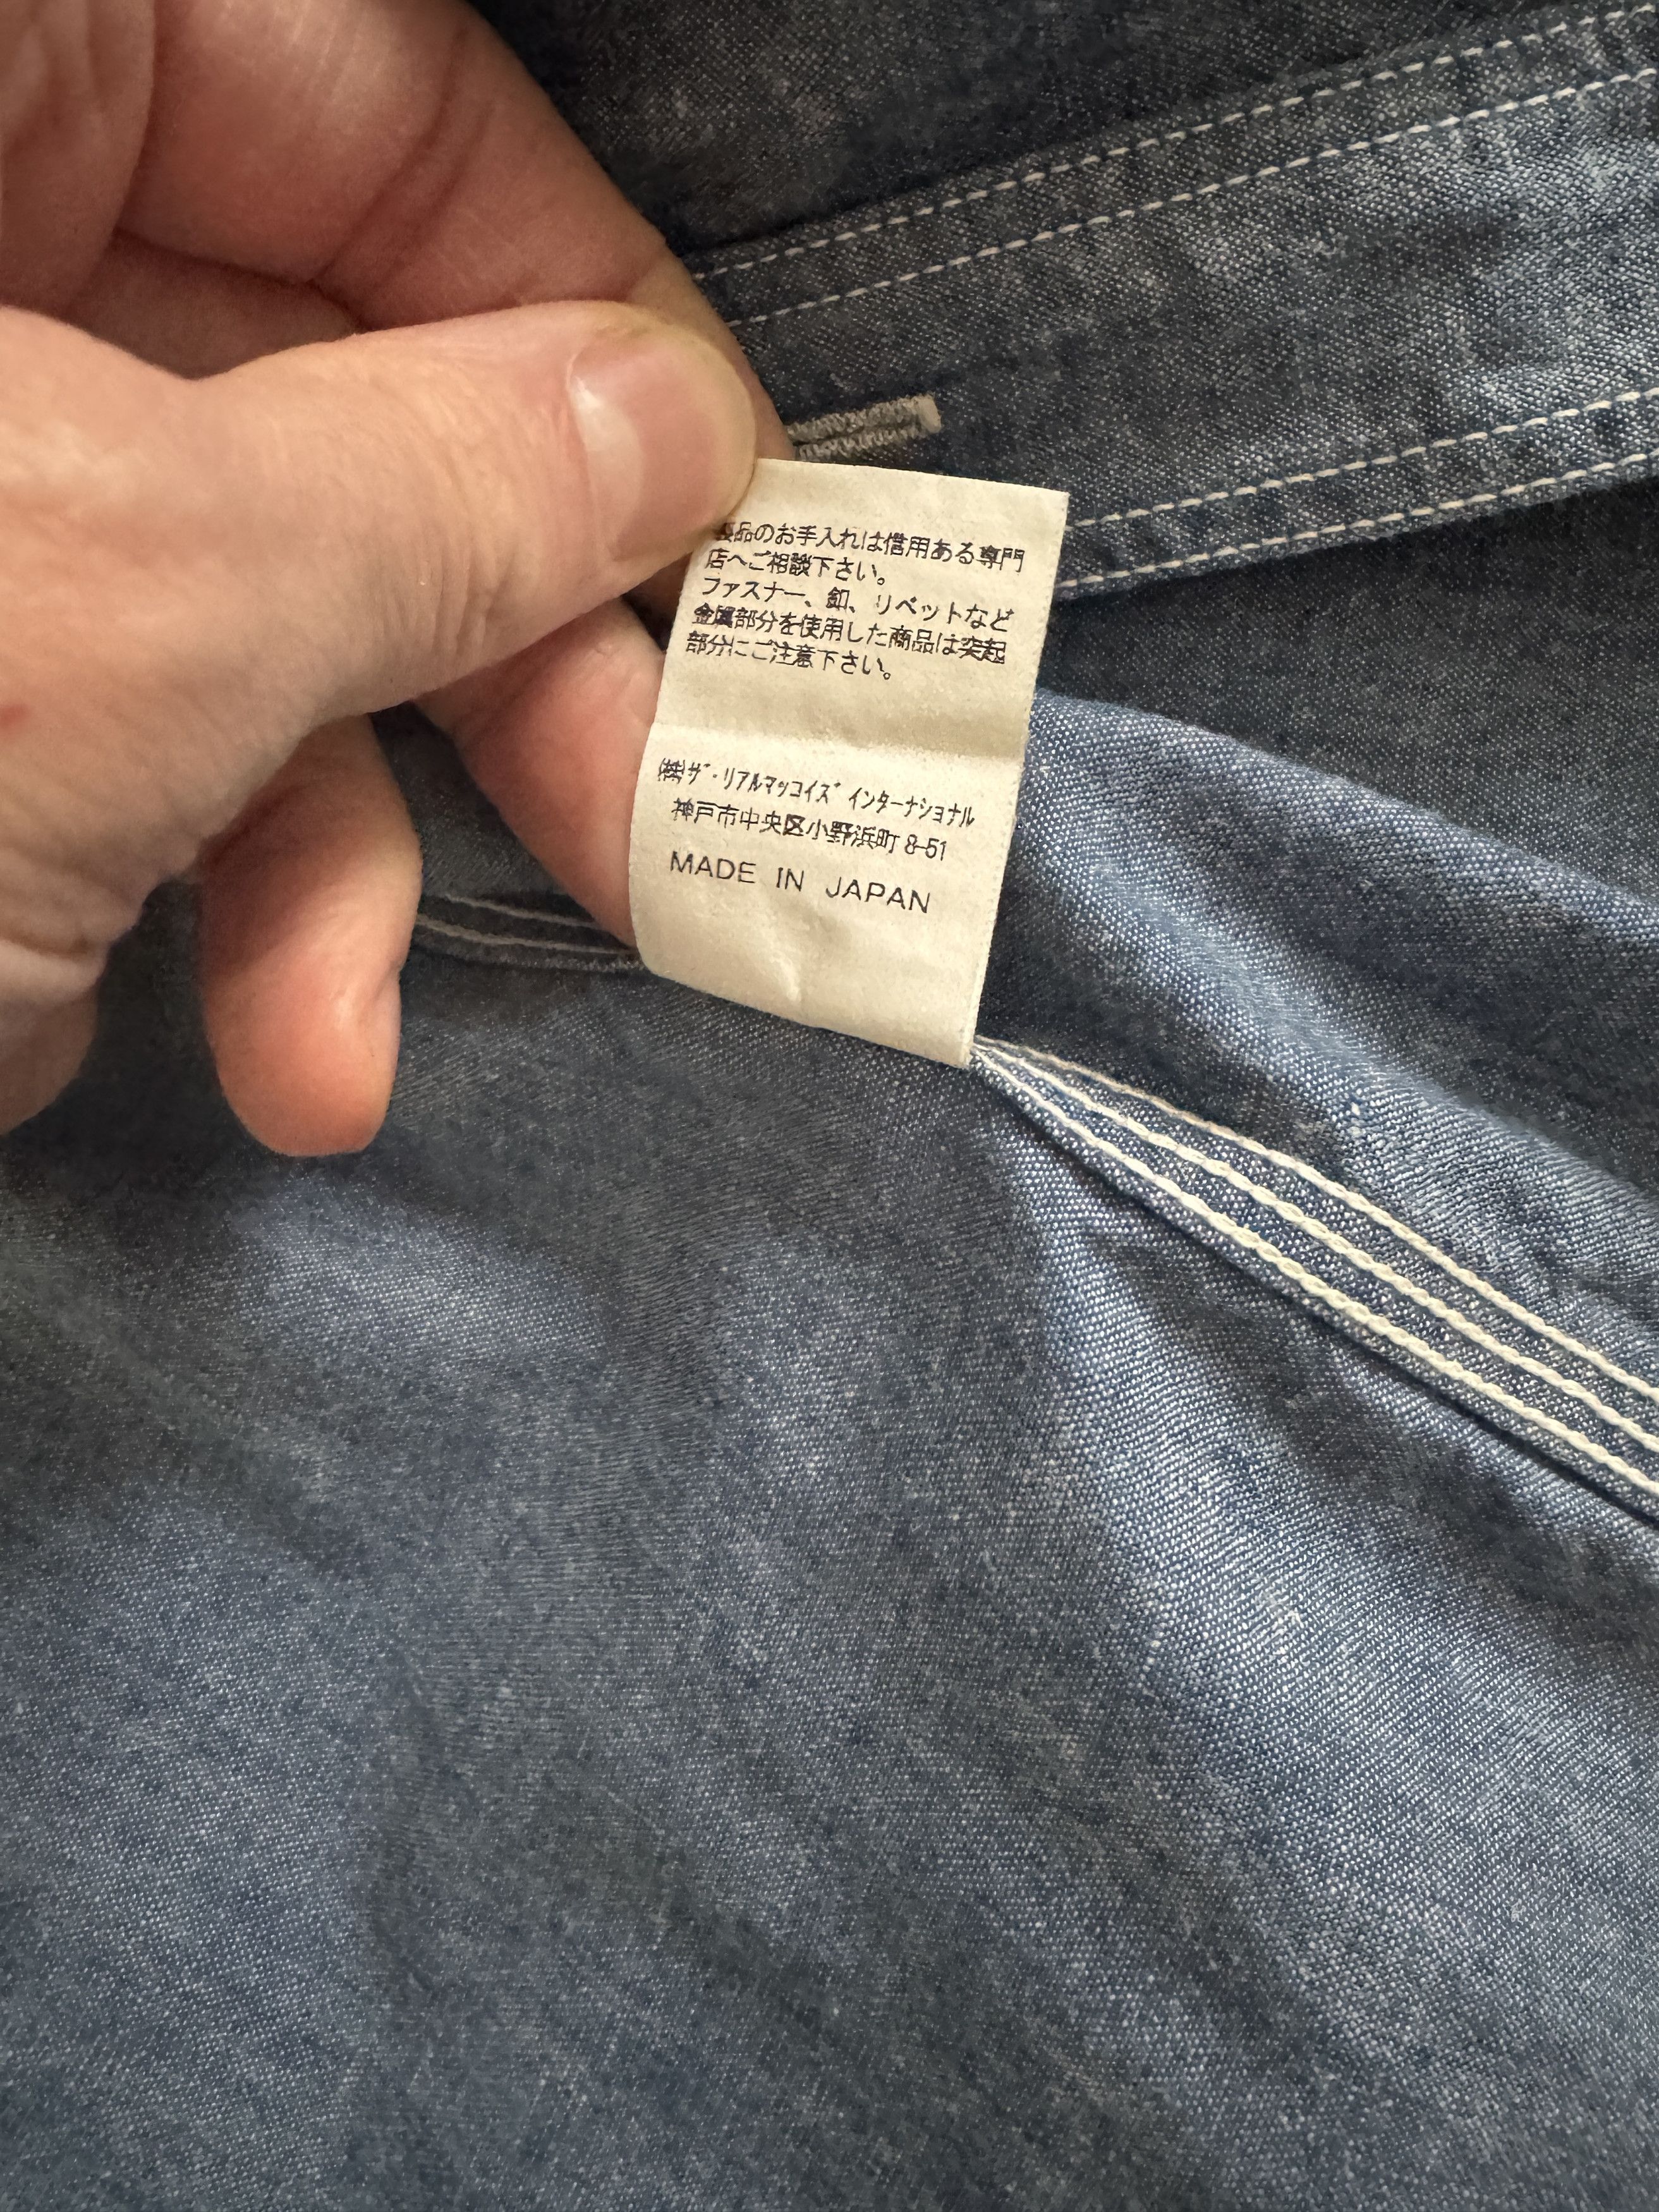 製品のお手入れは信用ある専門
店へご相談下さい。
ファスナー、釦、リベットなど
金属部分を使用した商品は突起
部分にご注意下さい。
㈱ザ・リアルマッコイズ インターナショナル
神戸市中央区小野浜町 8-51
MADE IN JAPAN